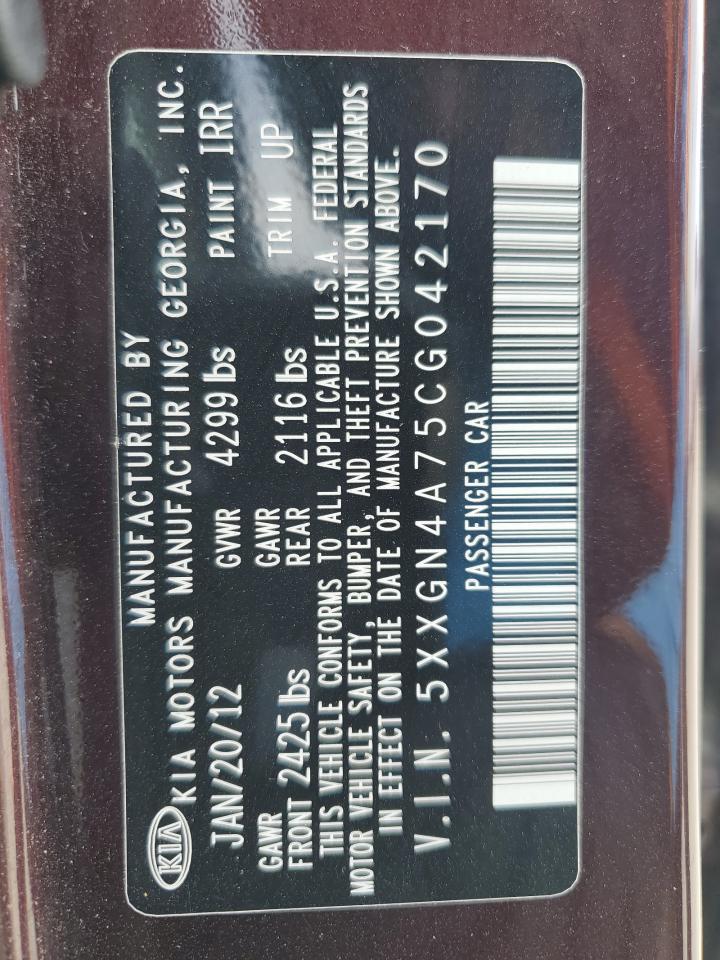 MANUFACTURED BY
KIA KIA MOTORS MANUFACTURING GEORGIA, INC.
JAN/20/12 GVWR 4299 lbs PAINT IRR
GAWR FRONT 2425 lbs GAWR REAR 2116 lbs TRIM UP
THIS VEHICLE CONFORMS TO ALL APPLICABLE U.S.A. FEDERAL
MOTOR VEHICLE SAFETY, BUMPER, AND THEFT PREVENTION STANDARDS
IN EFFECT ON THE DATE OF MANUFACTURE SHOWN ABOVE.
V.I.N. 5XXGN4A75CG042170
PASSENGER CAR